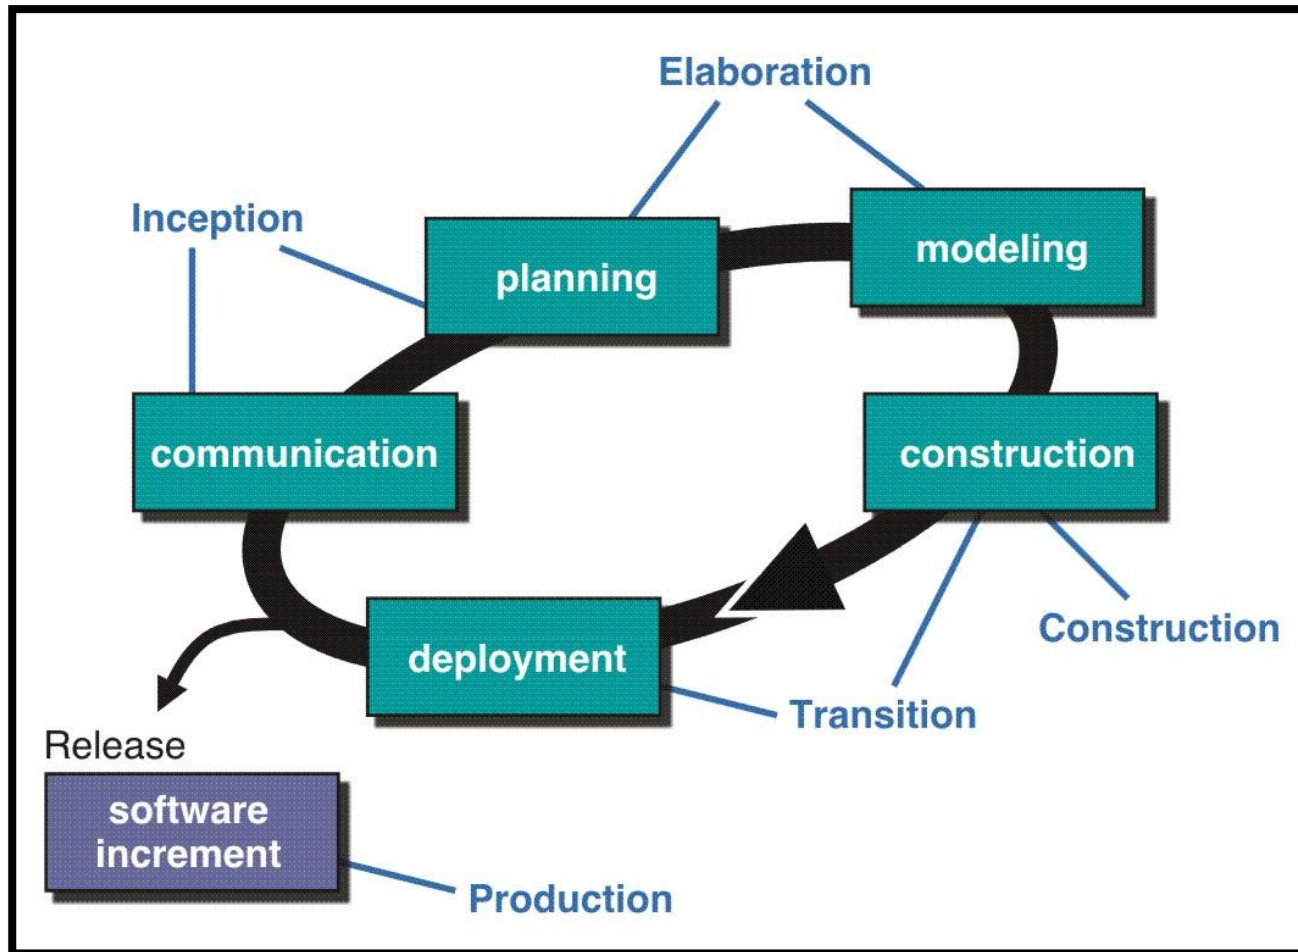 Elaboration
Inception
planning
modeling
communication
construction
deployment
Construction
Transition
Release
software
increment
Production